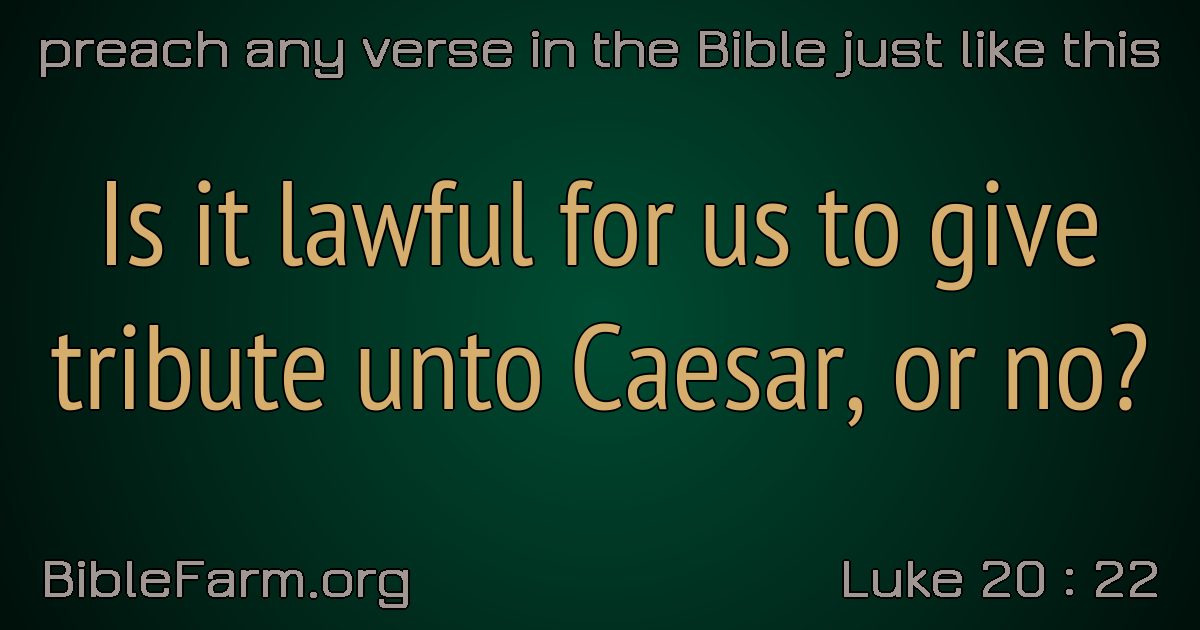 preach any verse in the Bible just like this
Is it lawful for us to give
tribute unto Caesar, or no?
BibleFarm.org
Luke 20 : 22